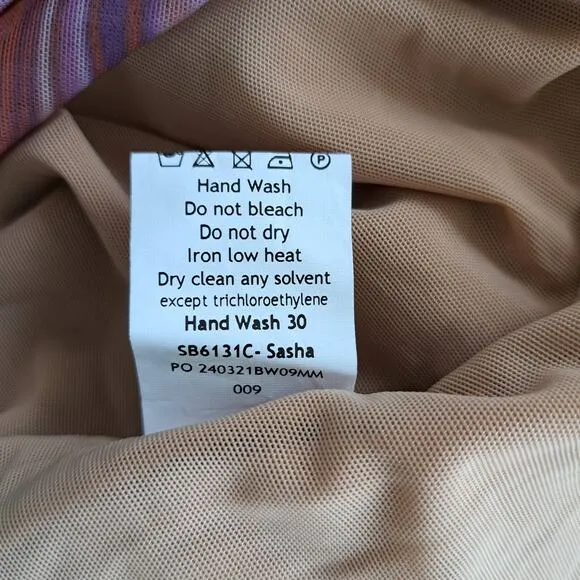 P
Hand Wash
Do not bleach
Do not dry
Iron low heat
Dry clean any solvent
except trichloroethylene
Hand Wash 30
SB6131C- Sasha
PO 240321BW09MM
009